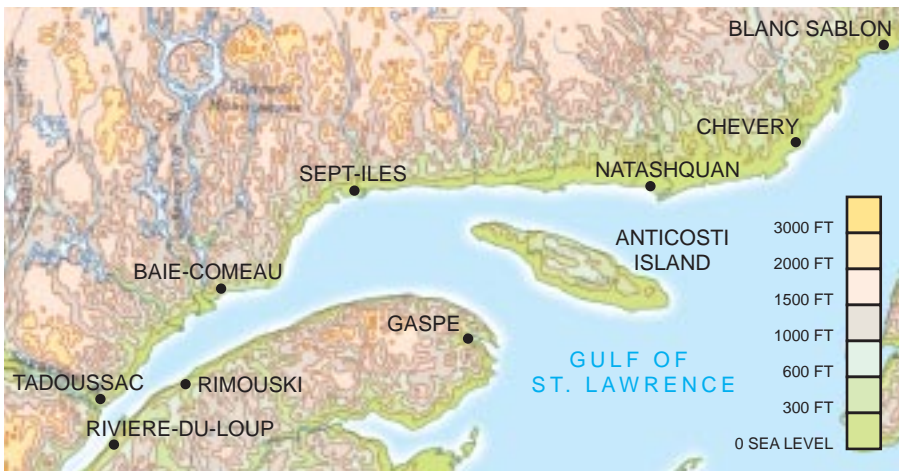 BLANC SABLON
CHEVERY
SEPT-ILES
NATASHQUAN
ANTICOSTI
ISLAND
BAIE-COMEAU
GASPE
GULF OF
ST. LAWRENCE
TADOUSSAC
RIMOUSKI
RIVIERE-DU-LOUP
3000 FT
2000 FT
1500 FT
1000 FT
600 FT
300 FT
0 SEA LEVEL